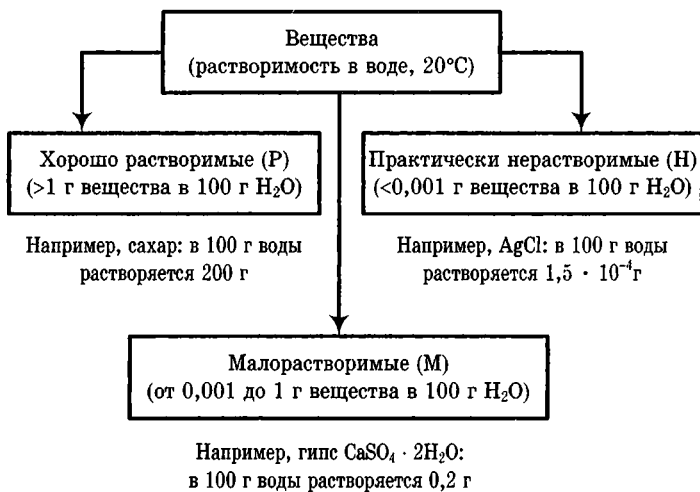 Вещества
(растворимость в воде, 20°C)
Хорошо растворимые (Р)
(>1 г вещества в 100 г H₂O)
Практически нерастворимые (Н)
(<0,001 г вещества в 100 г H₂O)
Например, сахар: в 100 г воды
растворяется 200 г
Например, AgCl: в 100 г воды
растворяется 1,5 · 10⁻⁴г
Малорастворимые (М)
(от 0,001 до 1 г вещества в 100 г H₂O)
Например, гипс CaSO₄ · 2H₂O:
в 100 г воды растворяется 0,2 г